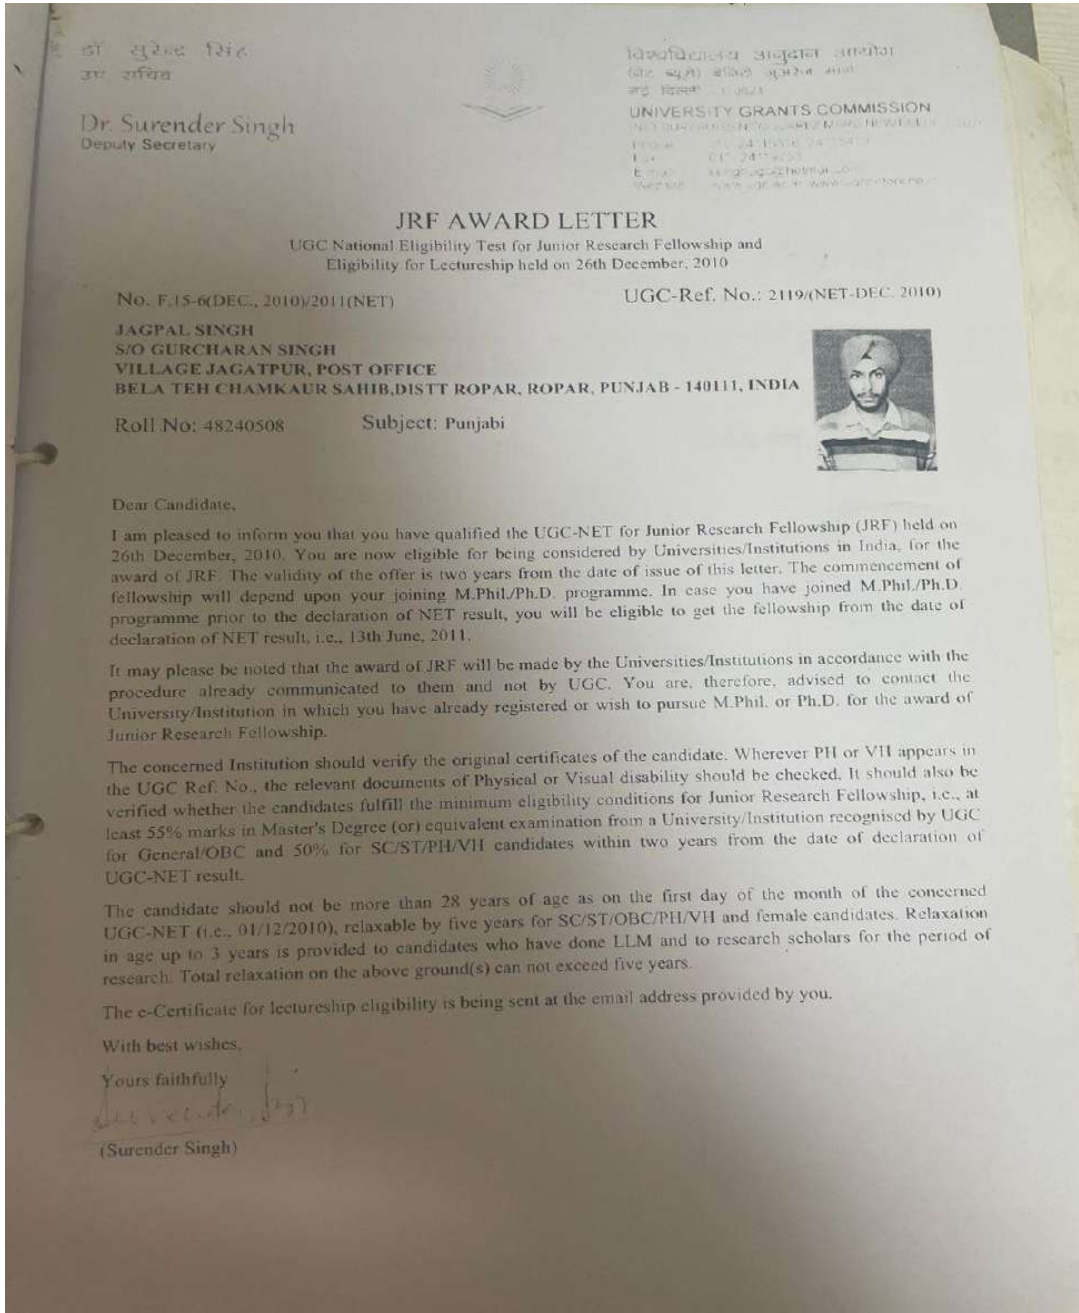 डॉ सुरेन्द्र सिंह
उप सचिव
Dr. Surender Singh
Deputy Secretary
विश्वविद्यालय अनुदान आयोग
नई दिल्ली
UNIVERSITY GRANTS COMMISSION
JRF AWARD LETTER
UGC National Eligibility Test for Junior Research Fellowship and
Eligibility for Lectureship held on 26th December, 2010
No. F.15-6(DEC., 2010)/2011(NET)
UGC-Ref. No.: 2119/(NET-DEC. 2010)
JAGPAL SINGH
S/O GURCHARAN SINGH
VILLAGE JAGATPUR, POST OFFICE
BELA TEH CHAMKAUR SAHIB,DISTT ROPAR, ROPAR, PUNJAB - 140111, INDIA
Roll No: 48240508 Subject: Punjabi
Dear Candidate,
I am pleased to inform you that you have qualified the UGC-NET for Junior Research Fellowship (JRF) held on
26th December, 2010. You are now eligible for being considered by Universities/Institutions in India, for the
award of JRF. The validity of the offer is two years from the date of issue of this letter. The commencement of
fellowship will depend upon your joining M.Phil./Ph.D. programme. In case you have joined M.Phil./Ph.D.
programme prior to the declaration of NET result, you will be eligible to get the fellowship from the date of
declaration of NET result, i.e., 13th June, 2011.
It may please be noted that the award of JRF will be made by the Universities/Institutions in accordance with the
procedure already communicated to them and not by UGC. You are, therefore, advised to contact the
University/Institution in which you have already registered or wish to pursue M.Phil. or Ph.D. for the award of
Junior Research Fellowship.
The concerned Institution should verify the original certificates of the candidate. Wherever PH or VH appears in
the UGC Ref. No., the relevant documents of Physical or Visual disability should be checked. It should also be
verified whether the candidates fulfill the minimum eligibility conditions for Junior Research Fellowship, i.e., at
least 55% marks in Master's Degree (or) equivalent examination from a University/Institution recognised by UGC
for General/OBC and 50% for SC/ST/PH/VH candidates within two years from the date of declaration of
UGC-NET result.
The candidate should not be more than 28 years of age as on the first day of the month of the concerned
UGC-NET (i.e., 01/12/2010), relaxable by five years for SC/ST/OBC/PH/VH and female candidates. Relaxation
in age up to 3 years is provided to candidates who have done LLM and to research scholars for the period of
research. Total relaxation on the above ground(s) can not exceed five years.
The e-Certificate for lectureship eligibility is being sent at the email address provided by you.
With best wishes,
Yours faithfully
(Surender Singh)